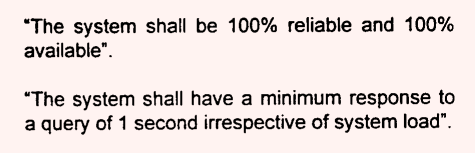 "The system shall be 100% reliable and 100%
available".
"The system shall have a minimum response to
a query of 1 second irrespective of system load".